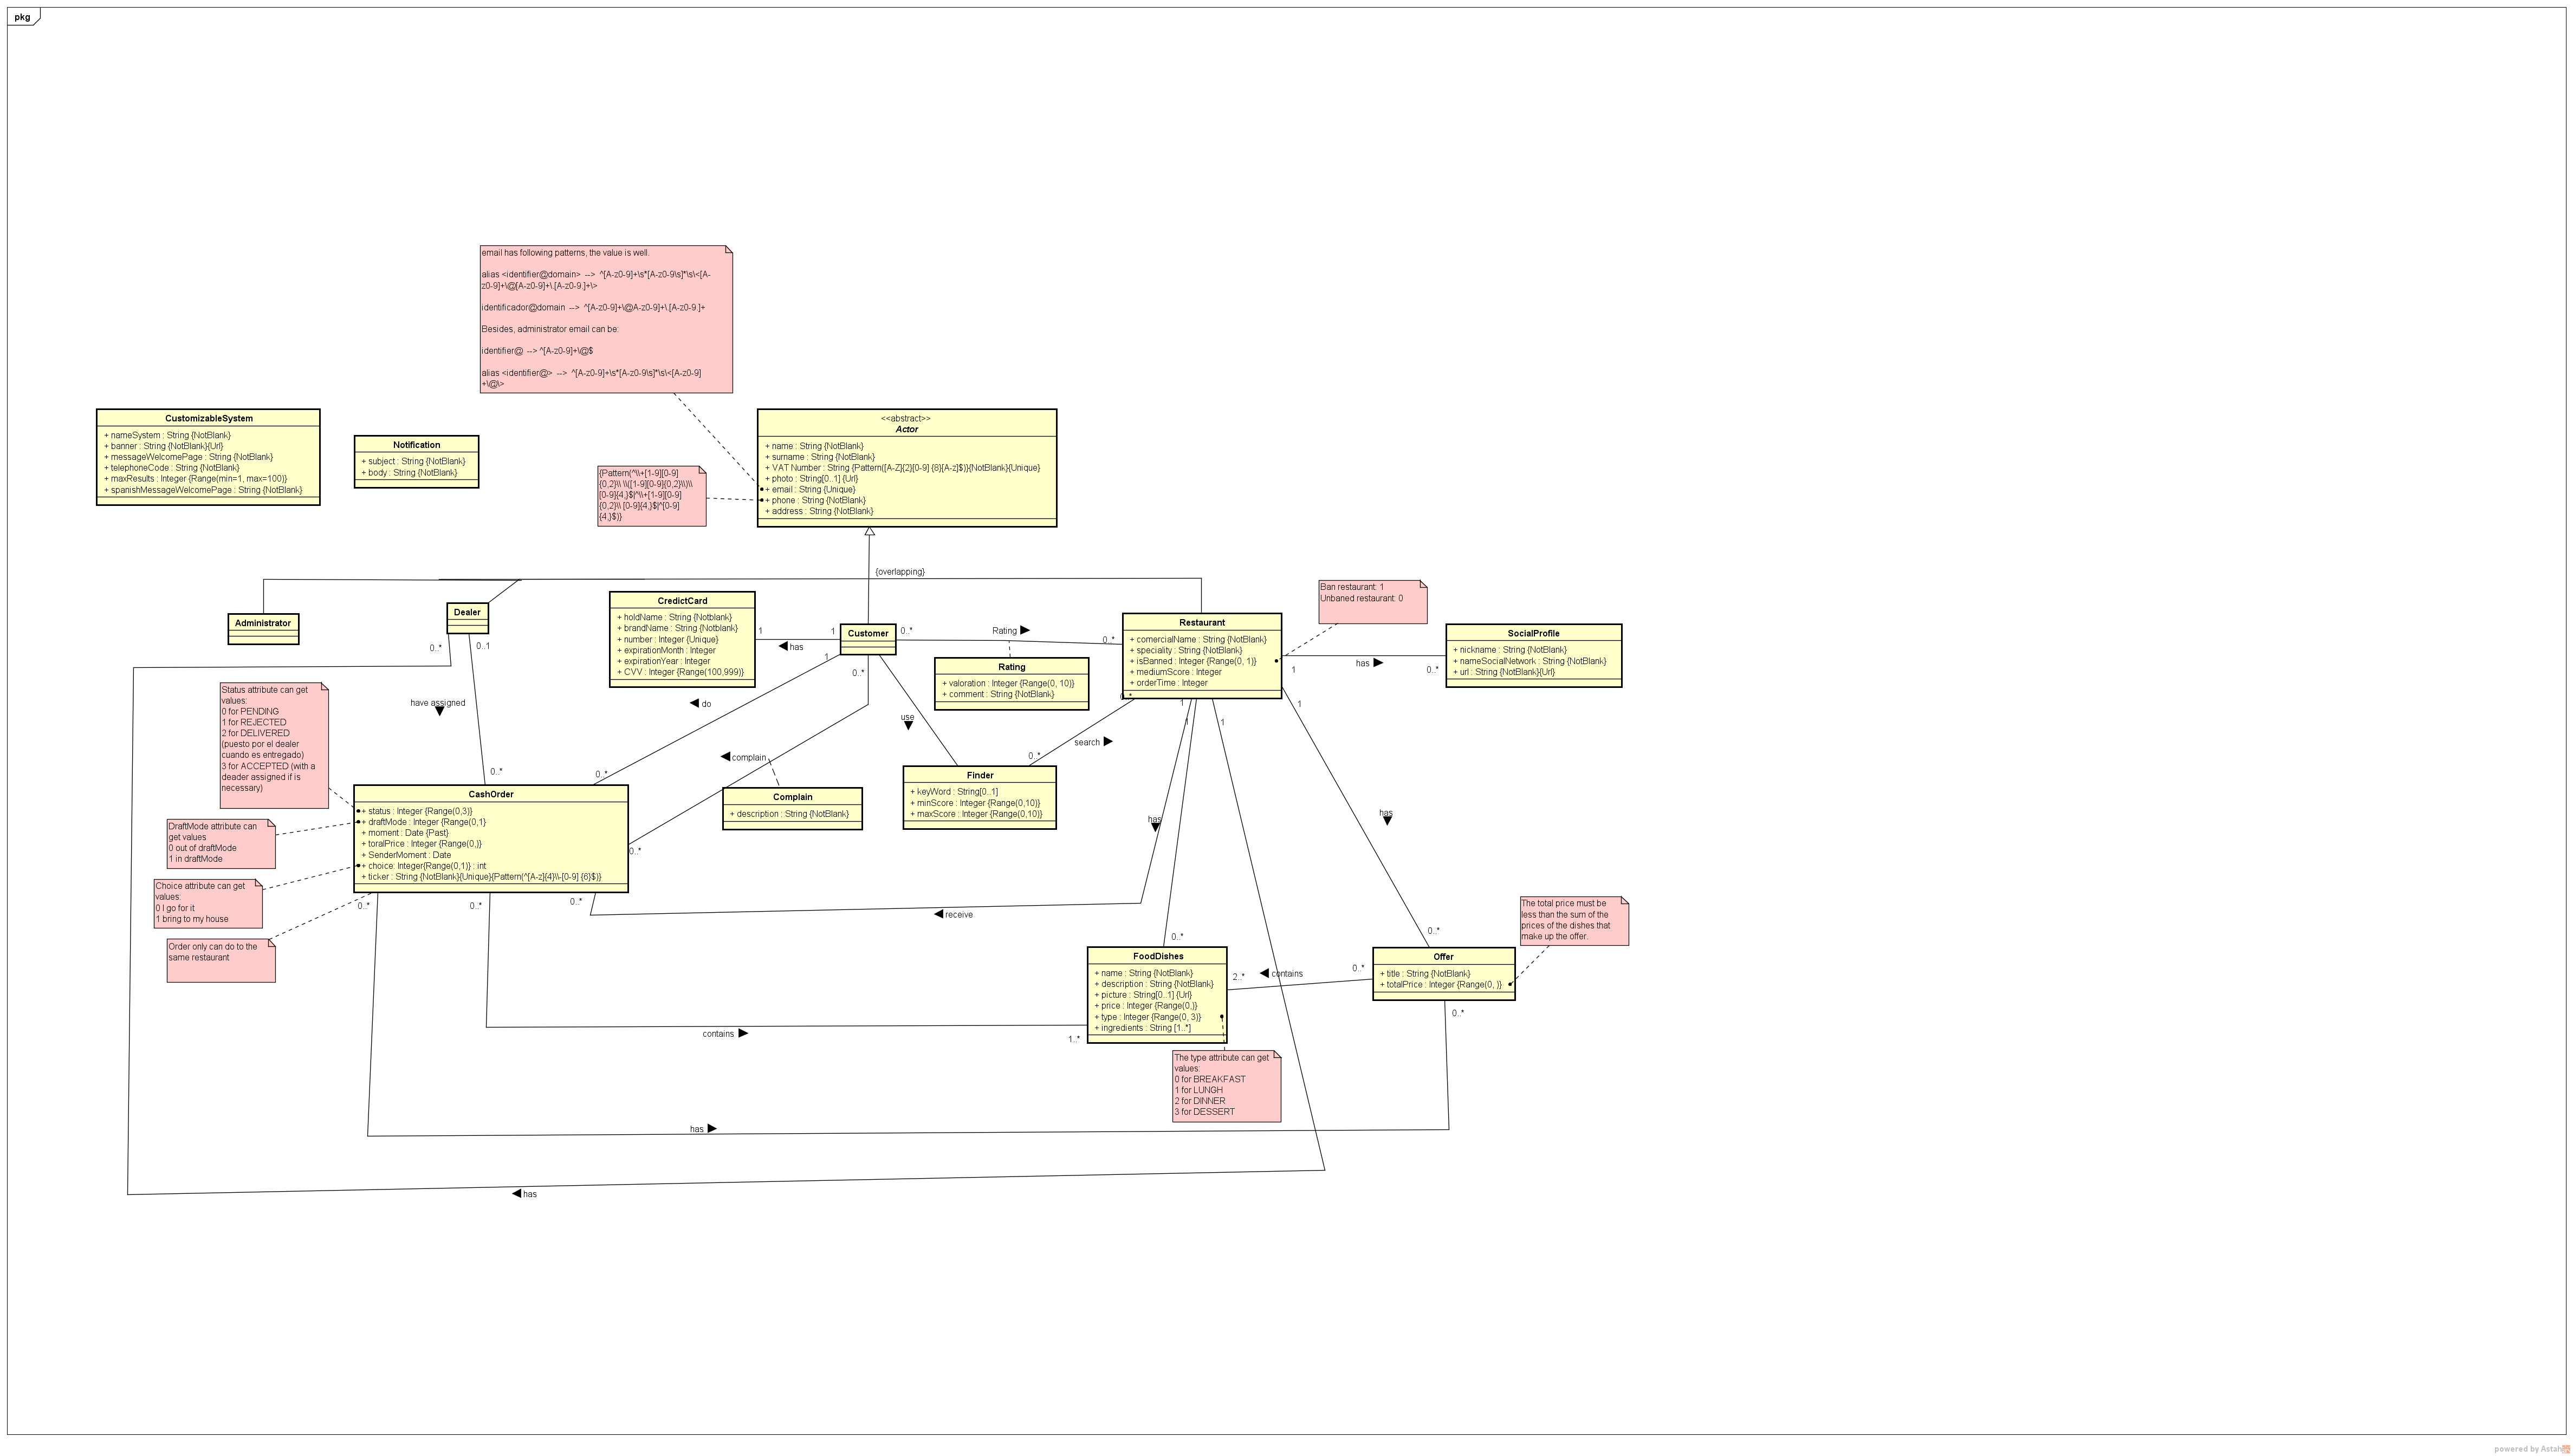 pkg
email has following patterns, the value is well.
alias <identifier@domain> --> ^[A-z0-9]+\s*[A-z0-9\s]*\s\<[A-
z0-9]+\@[A-z0-9]+\.[A-z0-9.]+\>
identificador@domain --> ^[A-z0-9]+\@A-z0-9]+\.[A-z0-9.]+
Besides, administrator email can be:
identifier@ --> ^[A-z0-9]+\@$
alias <identifier@> --> ^[A-z0-9]+\s*[A-z0-9\s]*\s\<[A-z0-9]
+\@\>
CustomizableSystem
+ nameSystem : String {NotBlank}
+ banner : String {NotBlank}{Url}
+ messageWelcomePage : String {NotBlank}
+ telephoneCode : String {NotBlank}
+ maxResults : Integer {Range(min=1, max=100)}
+ spanishMessageWelcomePage : String {NotBlank}
Notification
+ subject : String {NotBlank}
+ body : String {NotBlank}
{Pattern(^\\+[1-9][0-9]
{0,2}\\ \\([1-9][0-9]{0,2}\\)\\
[0-9]{4,}$|^\\+[1-9][0-9]
{0,2}\\ [0-9]{4,}$|^[0-9]
{4,}$)}
<<abstract>>
Actor
+ name : String {NotBlank}
+ surname : String {NotBlank}
+ VAT Number : String {Pattern([A-Z]{2}[0-9] {8}[A-z]$)}{NotBlank}{Unique}
+ photo : String[0..1] {Url}
+ email : String {Unique}
+ phone : String {NotBlank}
+ address : String {NotBlank}
{overlapping}
Administrator
Dealer
CredictCard
+ holdName : String {Notblank}
+ brandName : String {Notblank}
+ number : Integer {Unique}
+ expirationMonth : Integer
+ expirationYear : Integer
+ CVV : Integer {Range(100,999)}
1
1
has
Customer
0..*
Rating
0..*
Rating
+ valoration : Integer {Range(0, 10)}
+ comment : String {NotBlank}
Restaurant
+ comercialName : String {NotBlank}
+ speciality : String {NotBlank}
+ isBanned : Integer {Range(0, 1)}
+ mediumScore : Integer
+ orderTime : Integer
Ban restaurant: 1
Unbaned restaurant: 0
1
has
0..*
SocialProfile
+ nickname : String {NotBlank}
+ nameSocialNetwork : String {NotBlank}
+ url : String {NotBlank}{Url}
0..*
0..1
have assigned
0..*
1
do
0..*
0..*
complain
0..*
use
0..*
search
0..*
1
1
1
1
Status attribute can get
values:
0 for PENDING
1 for REJECTED
2 for DELIVERED
(puesto por el dealer
cuando es entregado)
3 for ACCEPTED (with a
deader assigned if is
necessary)
DraftMode attribute can
get values
0 out of draftMode
1 in draftMode
Choice attribute can get
values:
0 I go for it
1 bring to my house
Order only can do to the
same restaurant
CashOrder
+ status : Integer {Range(0,3)}
+ draftMode : Integer {Range(0,1}
+ moment : Date {Past}
+ toralPrice : Integer {Range(0,)}
+ SenderMoment : Date
+ choice: Integer{Range(0,1)} : int
+ ticker : String {NotBlank}{Unique}{Pattern(^[A-z]{4}\\-[0-9] {6}$)}
Complain
+ description : String {NotBlank}
Finder
+ keyWord : String[0..1]
+ minScore : Integer {Range(0,10)}
+ maxScore : Integer {Range(0,10)}
has
has
0..*
0..*
0..*
receive
0..*
0..*
FoodDishes
+ name : String {NotBlank}
+ description : String {NotBlank}
+ picture : String[0..1] {Url}
+ price : Integer {Range(0,)}
+ type : Integer {Range(0, 3)}
+ ingredients : String [1..*]
2..*
contains
0..*
Offer
+ title : String {NotBlank}
+ totalPrice : Integer {Range(0, )}
The total price must be
less than the sum of the
prices of the dishes that
make up the offer.
0..*
contains
1..*
The type attribute can get
values:
0 for BREAKFAST
1 for LUNGH
2 for DINNER
3 for DESSERT
has
has
powered by Astah